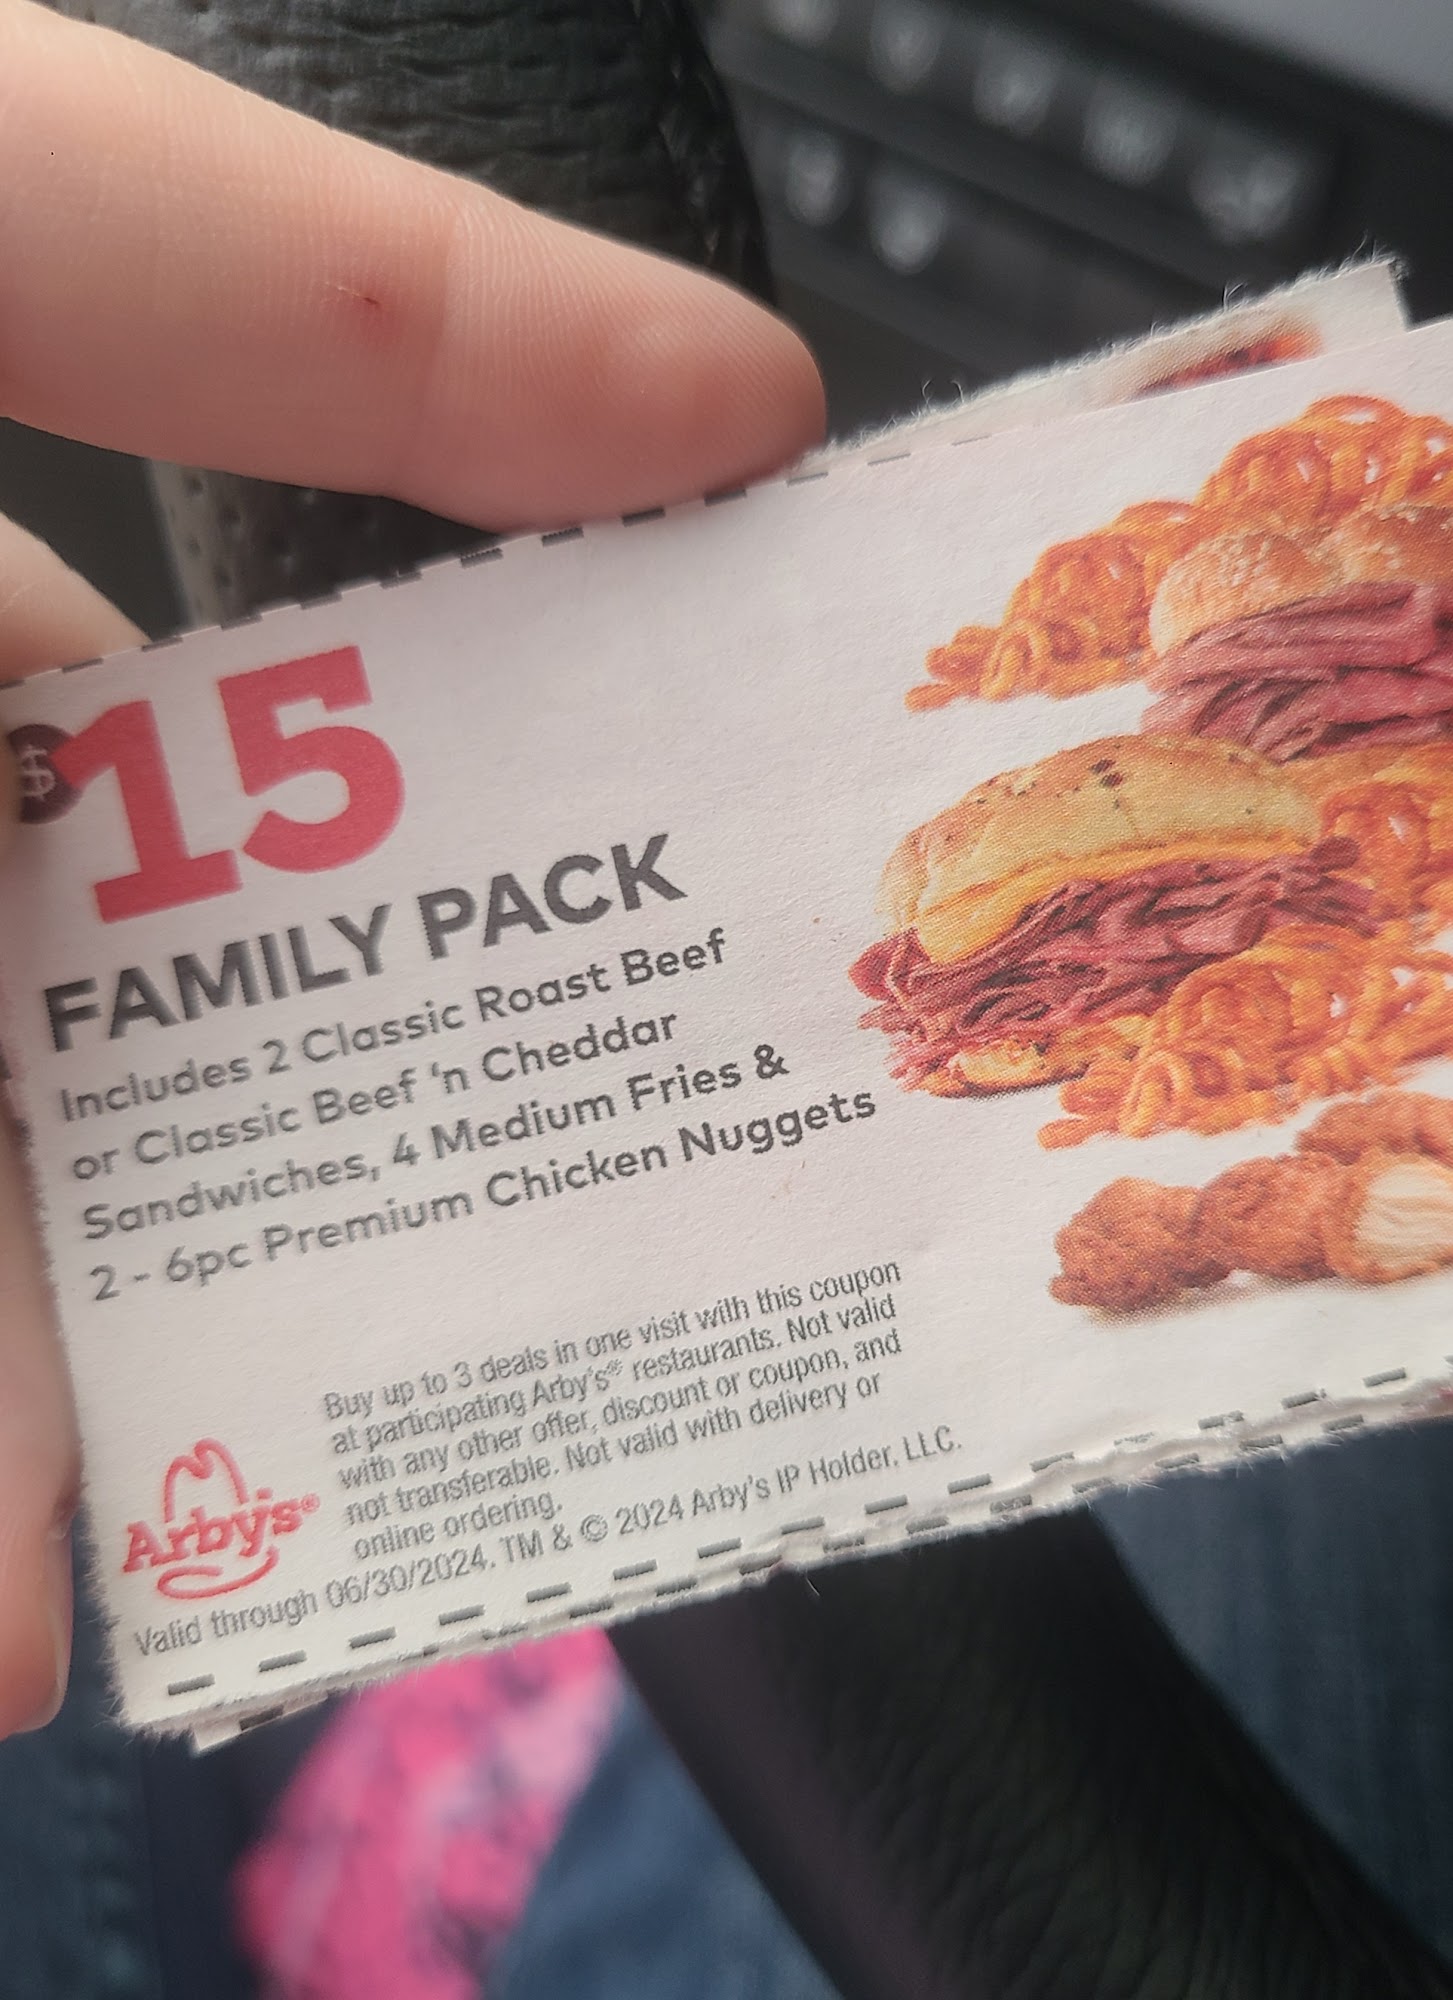 $15
FAMILY PACK
Includes 2 Classic Roast Beef
or Classic Beef 'n Cheddar
Sandwiches, 4 Medium Fries &
2 - 6pc Premium Chicken Nuggets
Buy up to 3 deals in one visit with this coupon
at participating Arby's® restaurants. Not valid
with any other offer, discount or coupon, and
not transferable. Not valid with delivery or
online ordering.
Arby's®
Valid through 06/30/2024. TM & © 2024 Arby's IP Holder, LLC.